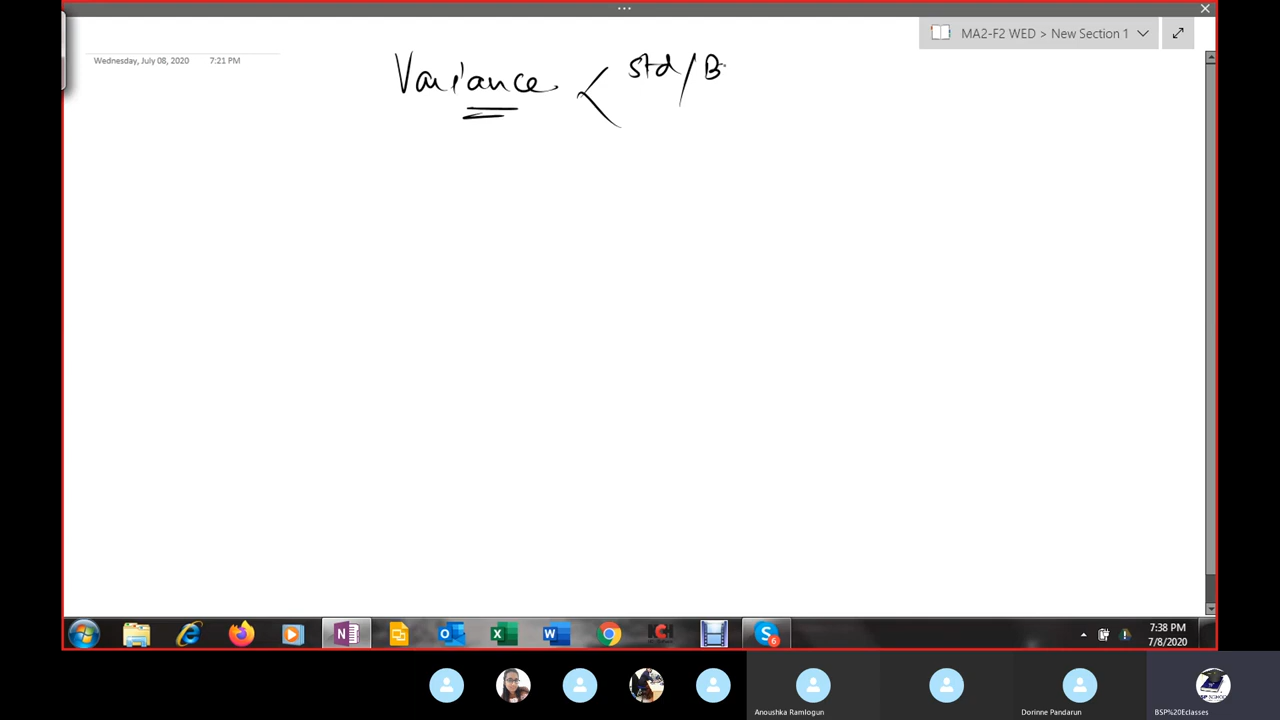 MA2-F2 WED > New Section 1
Wednesday, July 08, 2020 7:21 PM
Variance < Std/B
7:38 PM
7/8/2020
6
Anoushka Ramlogun
Dorinne Pandarun
BSP%20Eclasses